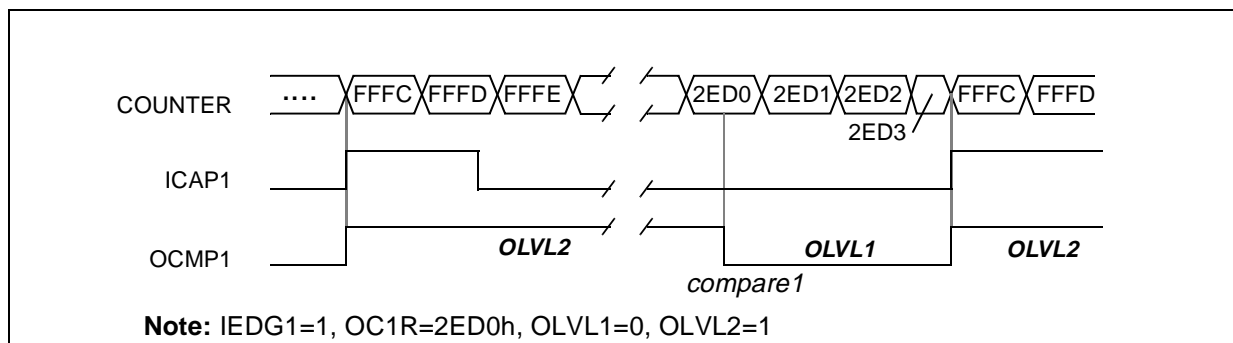 COUNTER .... FFFC FFFD FFFE 2ED0 2ED1 2ED2 FFFC FFFD
2ED3
ICAP1
OCMP1 OLVL2 OLVL1 OLVL2
compare1
Note: IEDG1=1, OC1R=2ED0h, OLVL1=0, OLVL2=1